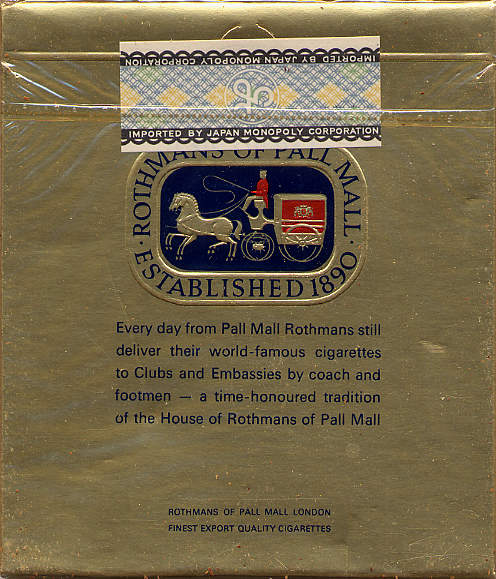 IMPORTED BY JAPAN MONOPOLY CORPORATION
IMPORTED BY JAPAN MONOPOLY CORPORATION
ROTHMANS OF PALL MALL
ESTABLISHED 1890
Every day from Pall Mall Rothmans still
deliver their world-famous cigarettes
to Clubs and Embassies by coach and
footmen — a time-honoured tradition
of the House of Rothmans of Pall Mall
ROTHMANS OF PALL MALL LONDON
FINEST EXPORT QUALITY CIGARETTES